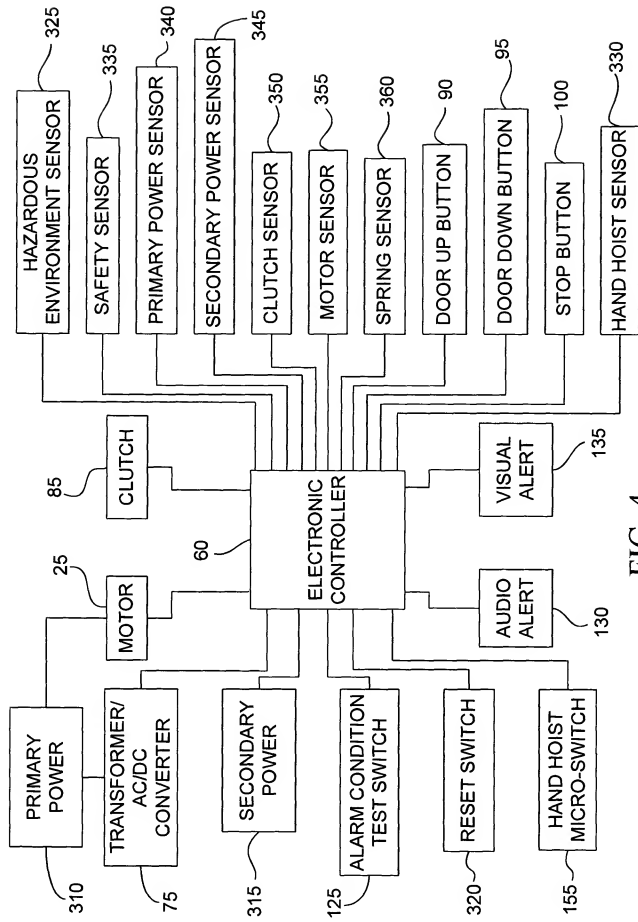 310
PRIMARY
POWER
75
TRANSFORMER/
AC/DC
CONVERTER
315
SECONDARY
POWER
125
ALARM CONDITION
TEST SWITCH
320
RESET SWITCH
155
HAND HOIST
MICRO-SWITCH
25
MOTOR
85
CLUTCH
60
ELECTRONIC
CONTROLLER
AUDIO
ALERT
130
VISUAL
ALERT
135
HAZARDOUS
ENVIRONMENT SENSOR
325
SAFETY SENSOR
335
PRIMARY POWER SENSOR
340
SECONDARY POWER SENSOR
345
CLUTCH SENSOR
350
MOTOR SENSOR
355
SPRING SENSOR
360
DOOR UP BUTTON
90
DOOR DOWN BUTTON
95
STOP BUTTON
100
HAND HOIST SENSOR
330
FIG. 4